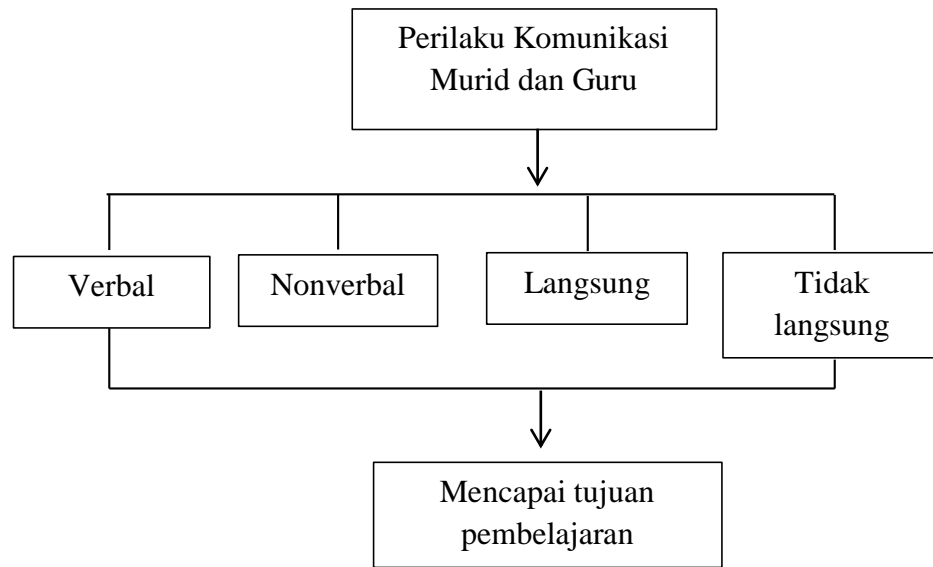 Perilaku Komunikasi
Murid dan Guru
Verbal
Nonverbal
Langsung
Tidak
langsung
Mencapai tujuan
pembelajaran